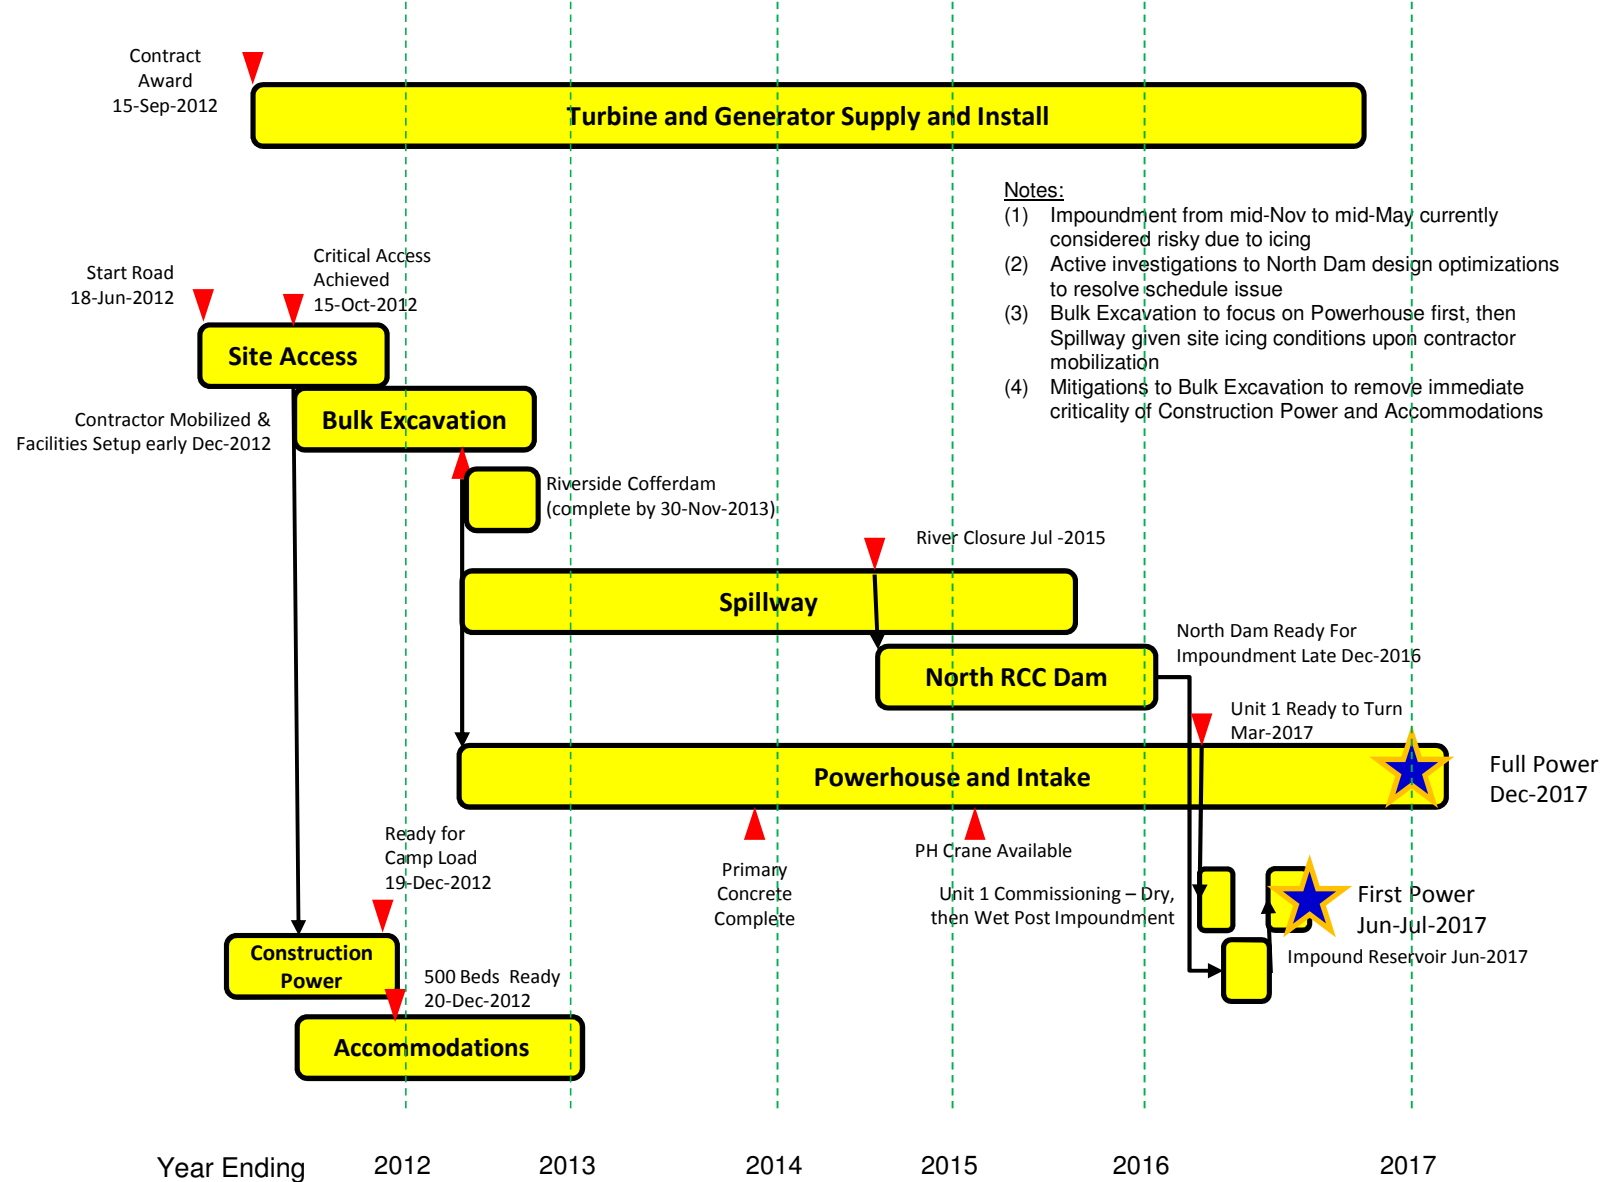 Contract
Award
15-Sep-2012
Turbine and Generator Supply and Install
Notes:
(1) Impoundment from mid-Nov to mid-May currently
considered risky due to icing
(2) Active investigations to North Dam design optimizations
to resolve schedule issue
(3) Bulk Excavation to focus on Powerhouse first, then
Spillway given site icing conditions upon contractor
mobilization
(4) Mitigations to Bulk Excavation to remove immediate
criticality of Construction Power and Accommodations
Start Road
18-Jun-2012
Critical Access
Achieved
15-Oct-2012
Site Access
Contractor Mobilized &
Facilities Setup early Dec-2012
Bulk Excavation
Riverside Cofferdam
(complete by 30-Nov-2013)
River Closure Jul -2015
Spillway
North Dam Ready For
Impoundment Late Dec-2016
North RCC Dam
Unit 1 Ready to Turn
Mar-2017
Powerhouse and Intake
Full Power
Dec-2017
Ready for
Camp Load
19-Dec-2012
Primary
Concrete
Complete
PH Crane Available
Unit 1 Commissioning – Dry,
then Wet Post Impoundment
First Power
Jun-Jul-2017
Impound Reservoir Jun-2017
Construction
Power
500 Beds  Ready
20-Dec-2012
Accommodations
Year Ending 2012 2013 2014 2015 2016 2017